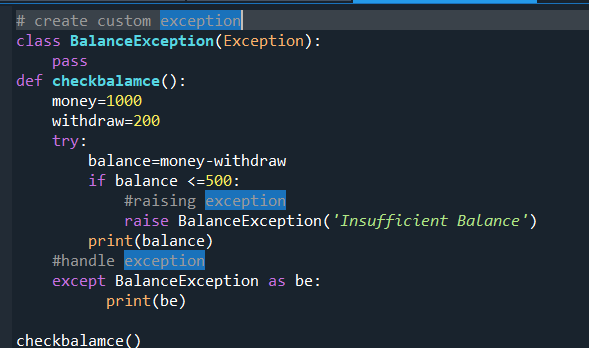 # create custom exception
class BalanceException(Exception):
    pass
def checkbalamce():
    money=1000
    withdraw=200
    try:
        balance=money-withdraw
        if balance <=500:
            #raising exception
            raise BalanceException('Insufficient Balance')
        print(balance)
    #handle exception
    except BalanceException as be:
          print(be)
checkbalamce()